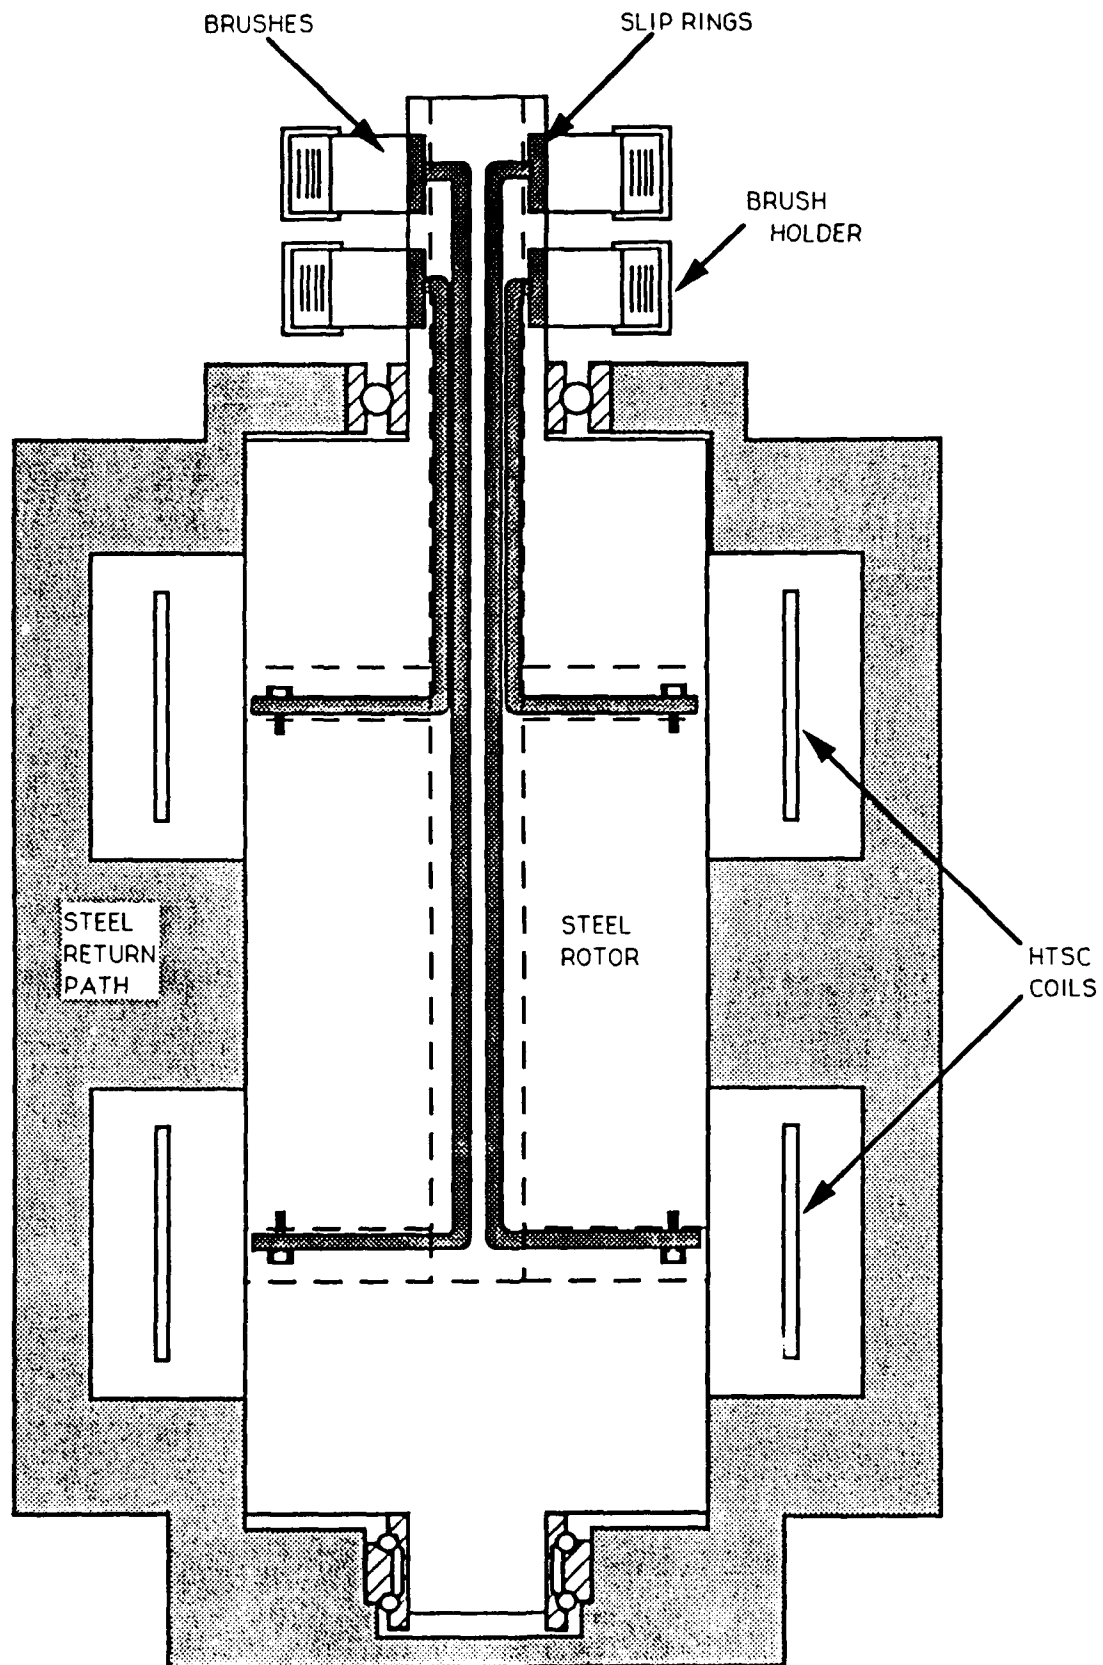 BRUSHES
SLIP RINGS
BRUSH
HOLDER
STEEL
RETURN
PATH
STEEL
ROTOR
HTSC
COILS